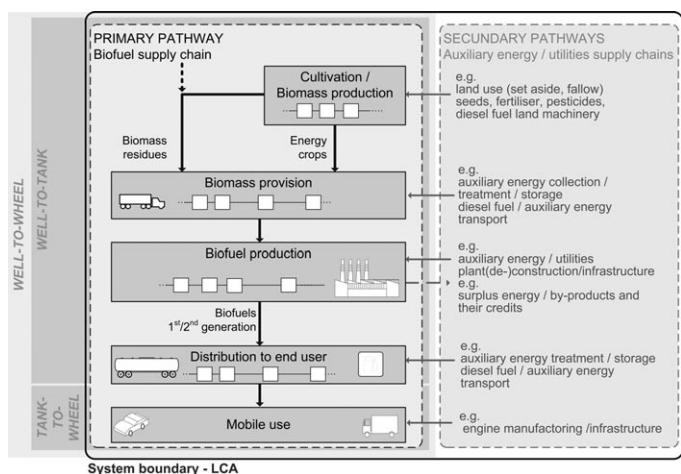 PRIMARY PATHWAY
Biofuel supply chain
SECUNDARY PATHWAYS
Auxiliary energy / utilities supply chains
Cultivation /
Biomass production
e.g.
land use (set aside, fallow)
seeds, fertiliser, pesticides,
diesel fuel land machinery
Biomass
residues
Energy
crops
WELL-TO-WHEEL
WELL-TO-TANK
Biomass provision
e.g.
auxiliary energy collection /
treatment / storage
diesel fuel / auxiliary energy
transport
Biofuel production
e.g.
auxiliary energy / utilities
plant(de-)construction/infrastructure
e.g.
surplus energy / by-products and
their credits
Biofuels
1st/2nd generation
Distribution to end user
e.g.
auxiliary energy treatment / storage
diesel fuel / auxiliary energy
transport
TANK-
TO-
WHEEL
Mobile use
e.g.
engine manufacturing /infrastructure
System boundary - LCA